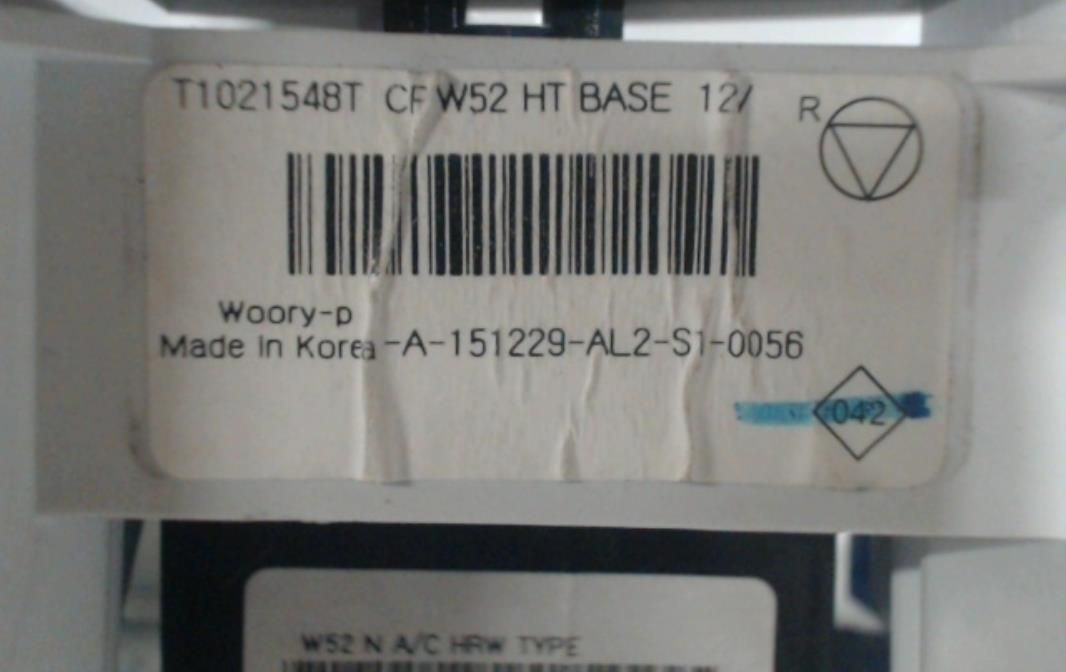 T1021548T CF W52 HT BASE 12/
R
Woory-p
Made In Korea -A-151229-AL2-S1-0056
042
W52 N A/C HRW TYPE